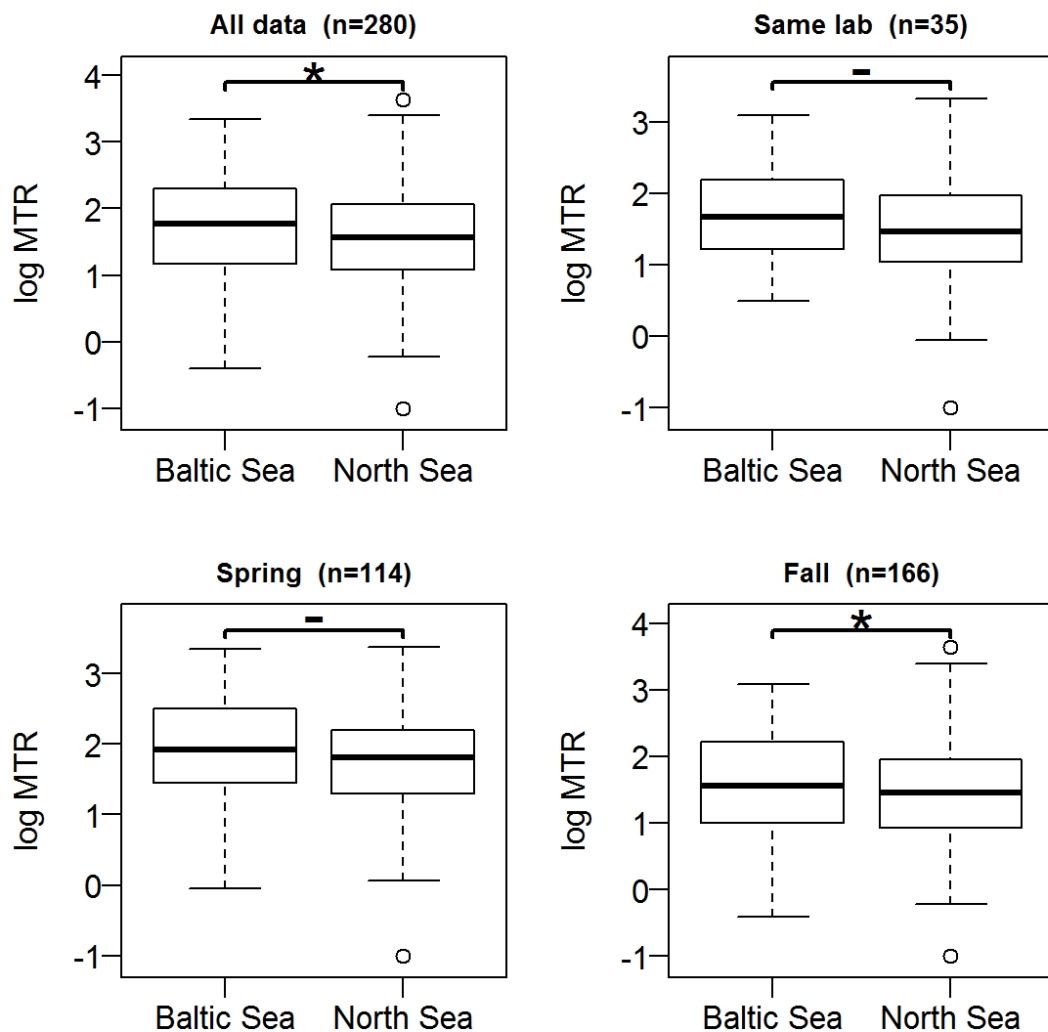 All data (n=280)
log MTR
4
3
2
1
0
-1
*
Baltic Sea North Sea
Same lab (n=35)
log MTR
3
2
1
0
-1
-
Baltic Sea North Sea
Spring (n=114)
log MTR
3
2
1
0
-1
-
Baltic Sea North Sea
Fall (n=166)
log MTR
4
3
2
1
0
-1
*
Baltic Sea North Sea